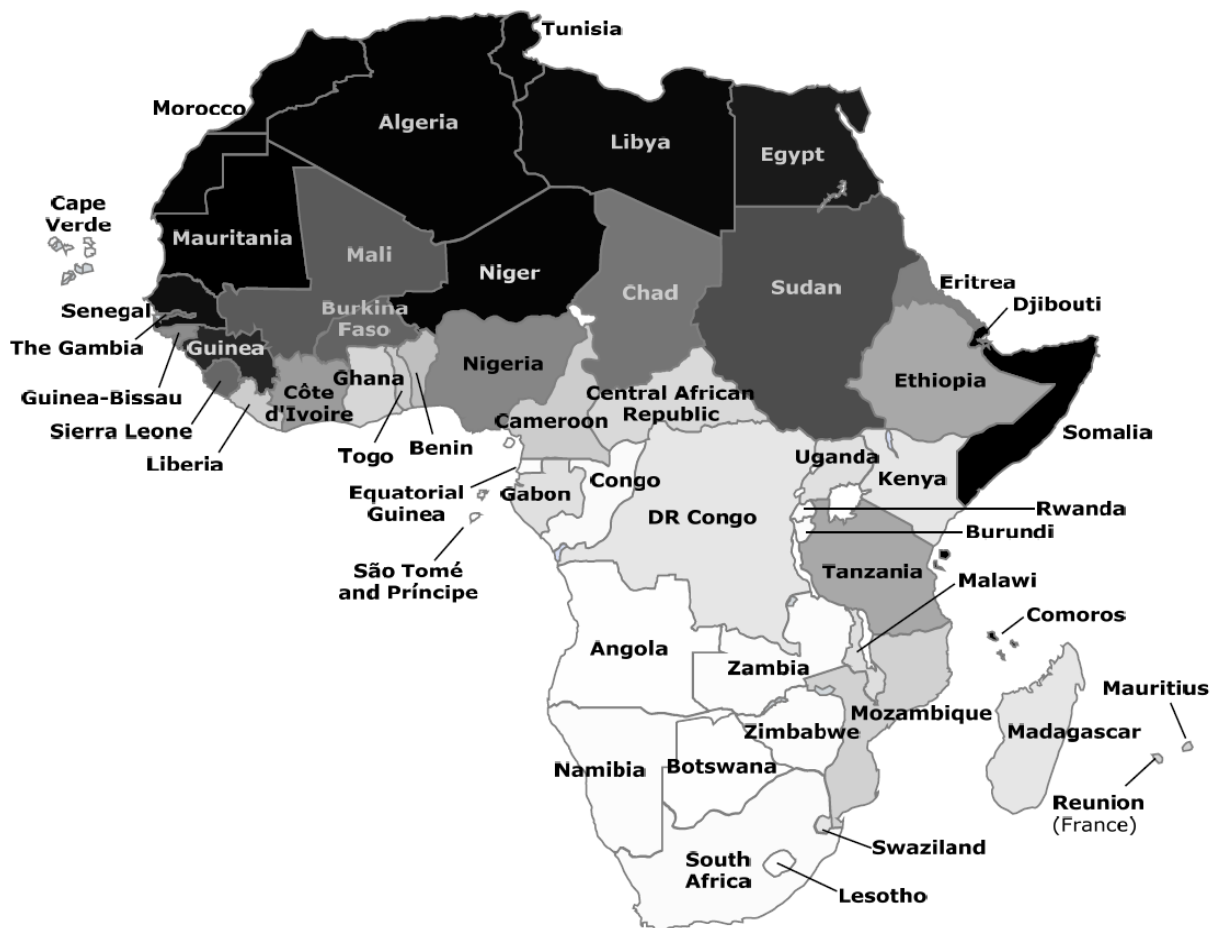 Tunisia
Morocco
Algeria
Libya
Egypt
Cape
Verde
Mauritania
Mali
Niger
Chad
Sudan
Eritrea
Djibouti
Senegal
The Gambia
Burkina
Faso
Guinea
Nigeria
Ghana
Ethiopia
Guinea-Bissau
Côte
d'Ivoire
Central African
Republic
Cameroon
Sierra Leone
Somalia
Liberia
Togo
Benin
Uganda
Kenya
Equatorial
Guinea
Gabon
Congo
DR Congo
Rwanda
Burundi
São Tomé
and Príncipe
Tanzania
Malawi
Comoros
Angola
Zambia
Mauritius
Mozambique
Zimbabwe
Madagascar
Namibia
Botswana
Reunion
(France)
Swaziland
South
Africa
Lesotho